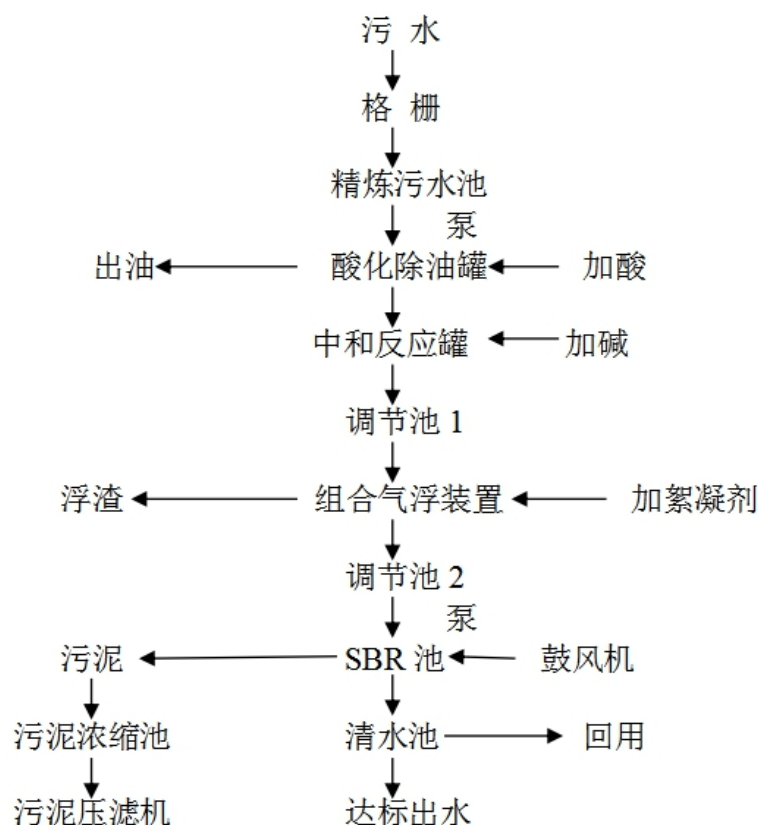 污 水
格 栅
精炼污水池
泵
出油 酸化除油罐 加酸
中和反应罐 加碱
调节池 1
浮渣 组合气浮装置 加絮凝剂
调节池 2
泵
污泥 SBR 池 鼓风机
污泥浓缩池 清水池 回用
污泥压滤机 达标出水